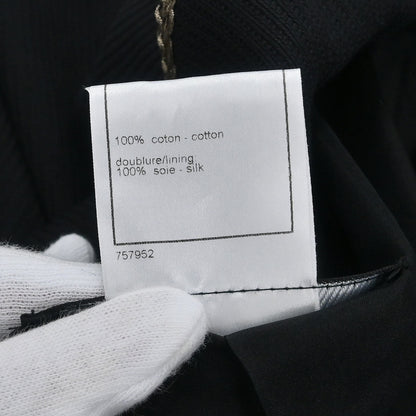 100% coton - cotton
doublure/lining
100% soie - silk
757952